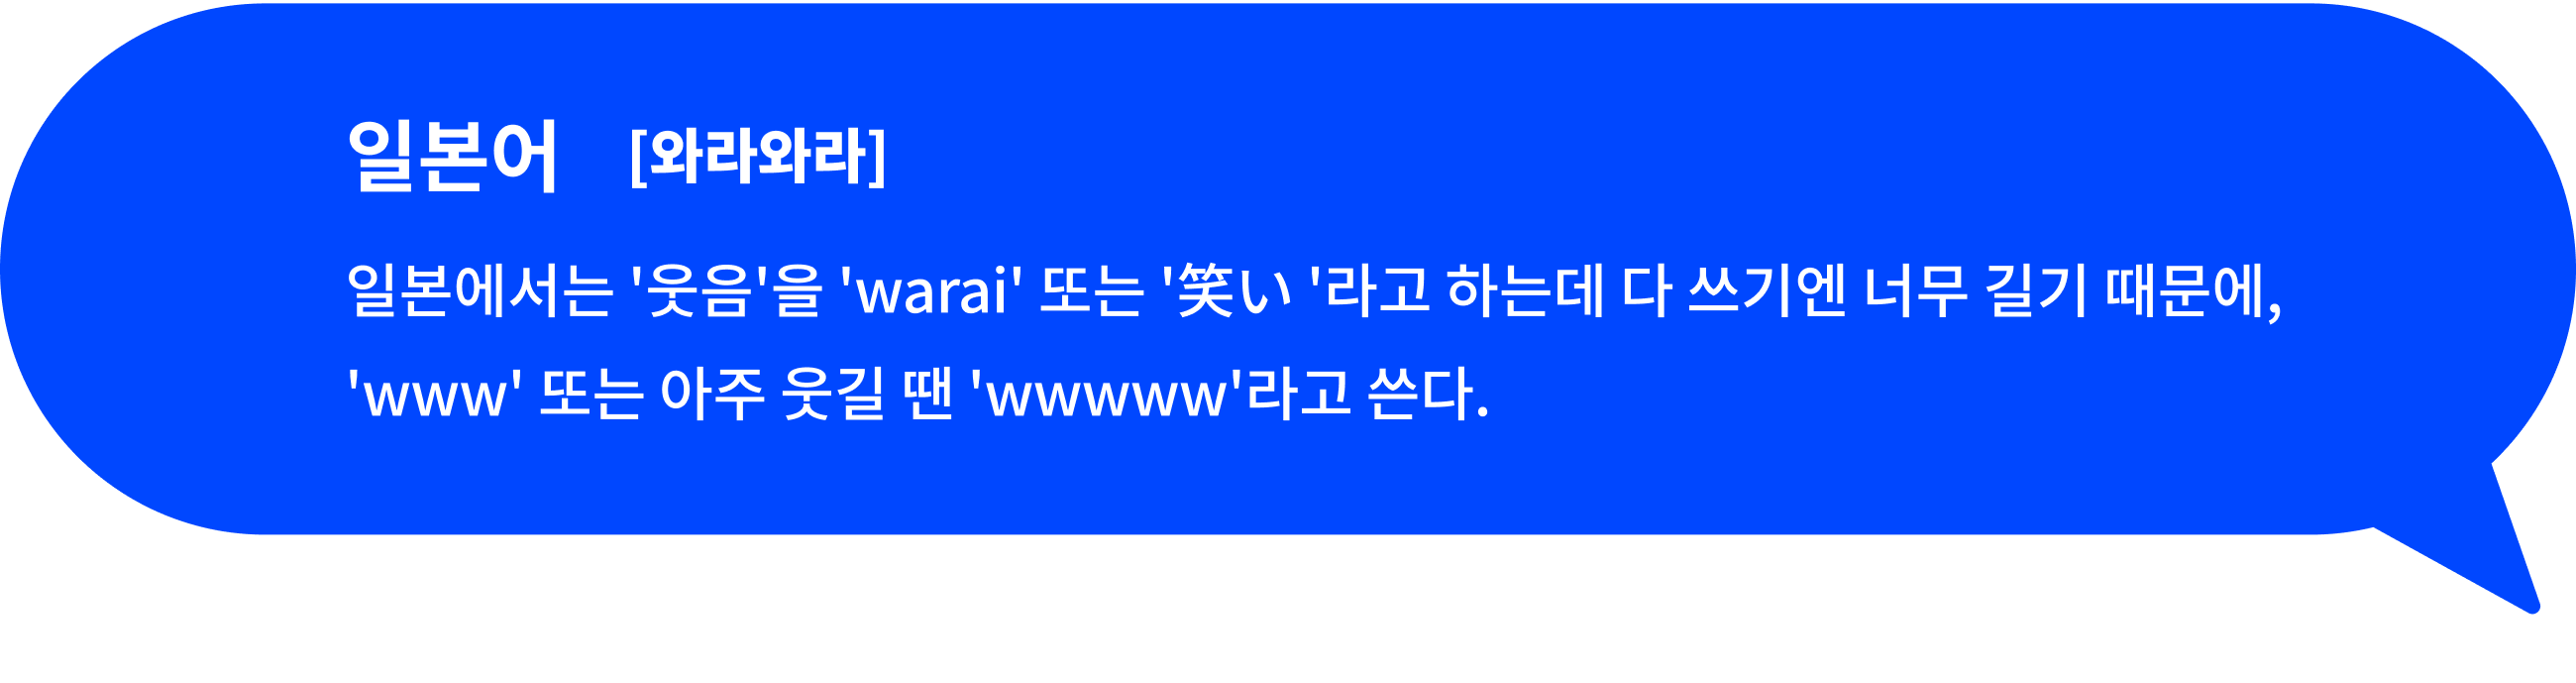 일본어 [와라와라]
일본에서는 '웃음'을 'warai' 또는 '笑い '라고 하는데 다 쓰기엔 너무 길기 때문에,
'www' 또는 아주 웃길 땐 'wwwww'라고 쓴다.